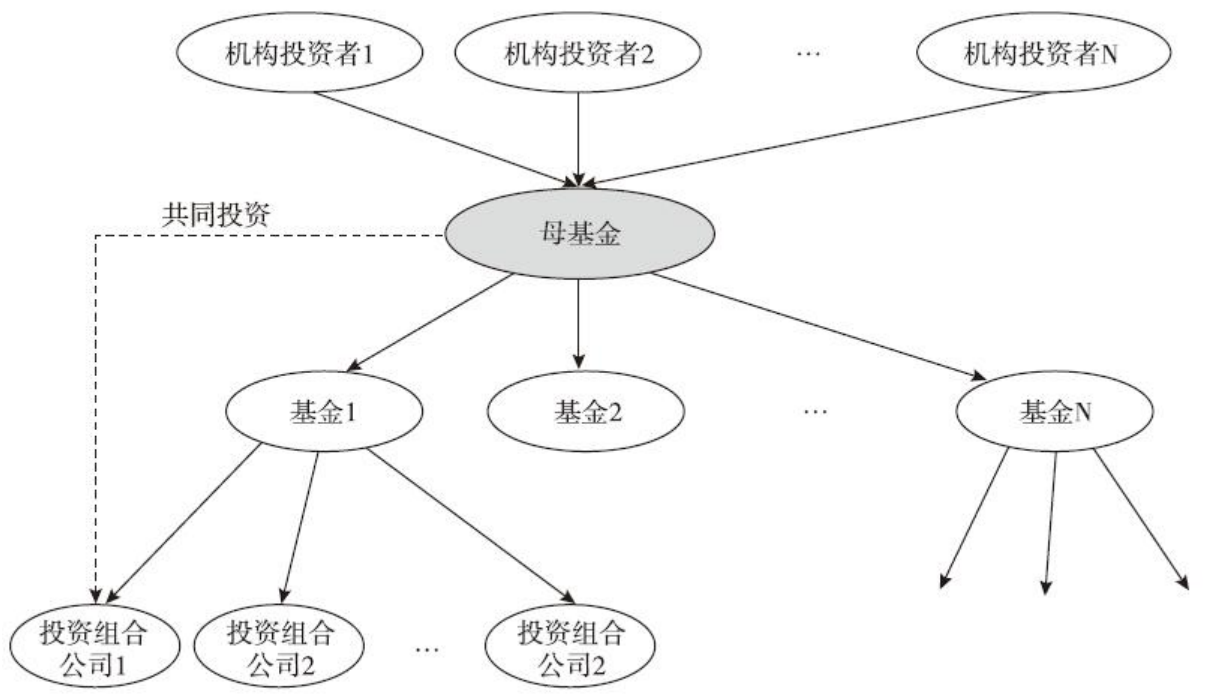 机构投资者1
机构投资者2
…
机构投资者N
共同投资
母基金
基金1
基金2
…
基金N
投资组合
公司1
投资组合
公司2
…
投资组合
公司2